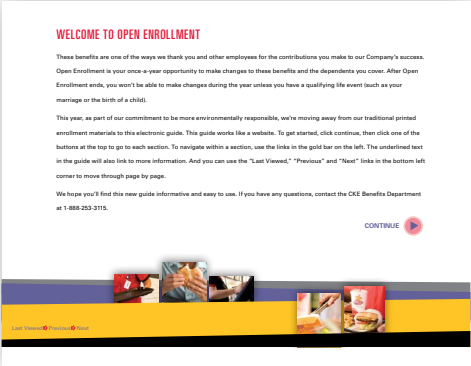 WELCOME TO OPEN ENROLLMENT
These benefits are one of the ways we thank you and other employees for the contributions you make to our Company's success.
Open Enrollment is your once-a-year opportunity to make changes to these benefits and the dependents you cover. After Open
Enrollment ends, you won't be able to make changes during the year unless you have a qualifying life event (such as your
marriage or the birth of a child).
This year, as part of our commitment to be more environmentally responsible, we're moving away from our traditional printed
enrollment materials to this electronic guide. This guide works like a website. To get started, click continue, then click one of the
buttons at the top to go to each section. To navigate within a section, use the links in the bar on the left. The underlined text
in the guide will also link to more information. And you can use the "Last Viewed," "Previous" and "Next" links in the bottom left
corner to move through page by page.
We hope you'll find this new guide informative and easy to use. If you have any questions, contact the CKE Benefits Department
at 1-888-253-3115.
CONTINUE
Last Viewed Previous Next